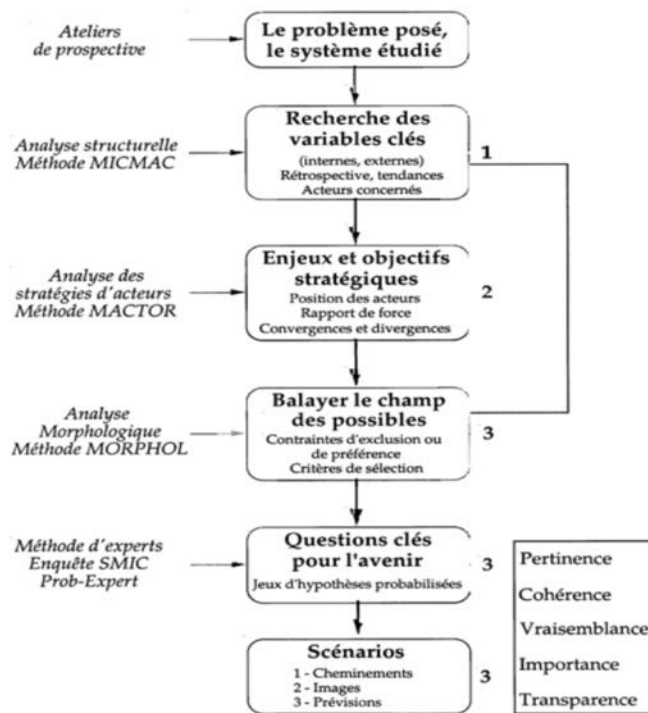 Ateliers
de prospective
Le problème posé,
le système étudié
Analyse structurelle
Méthode MICMAC
Recherche des
variables clés
(internes, externes)
Rétrospective, tendances
Acteurs concernés
1
Analyse des
stratégies d'acteurs
Méthode MACTOR
Enjeux et objectifs
stratégiques
Position des acteurs
Rapport de force
Convergences et divergences
2
Analyse
Morphologique
Méthode MORPHOL
Balayer le champ
des possibles
Contraintes d'exclusion ou
de préférence
Critères de sélection
3
Méthode d'experts
Enquête SMIC
Prob-Expert
Questions clés
pour l'avenir
Jeux d'hypothèses probabilisées
3
Scénarios
1 - Cheminements
2 - Images
3 - Prévisions
3
Pertinence
Cohérence
Vraisemblance
Importance
Transparence